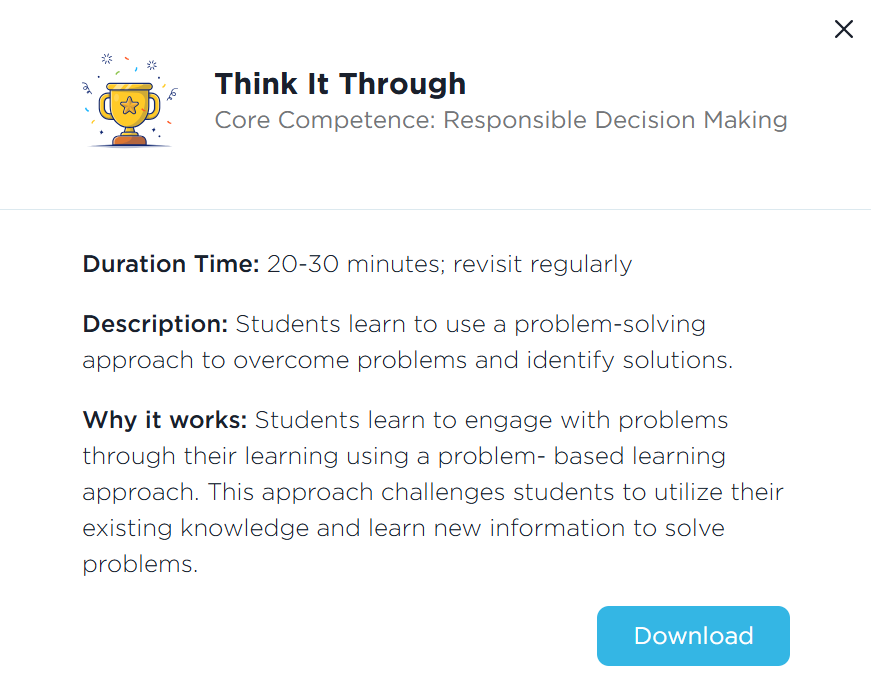 Think It Through
Core Competence: Responsible Decision Making
Duration Time: 20-30 minutes; revisit regularly
Description: Students learn to use a problem-solving
approach to overcome problems and identify solutions.
Why it works: Students learn to engage with problems
through their learning using a problem- based learning
approach. This approach challenges students to utilize their
existing knowledge and learn new information to solve
problems.
Download